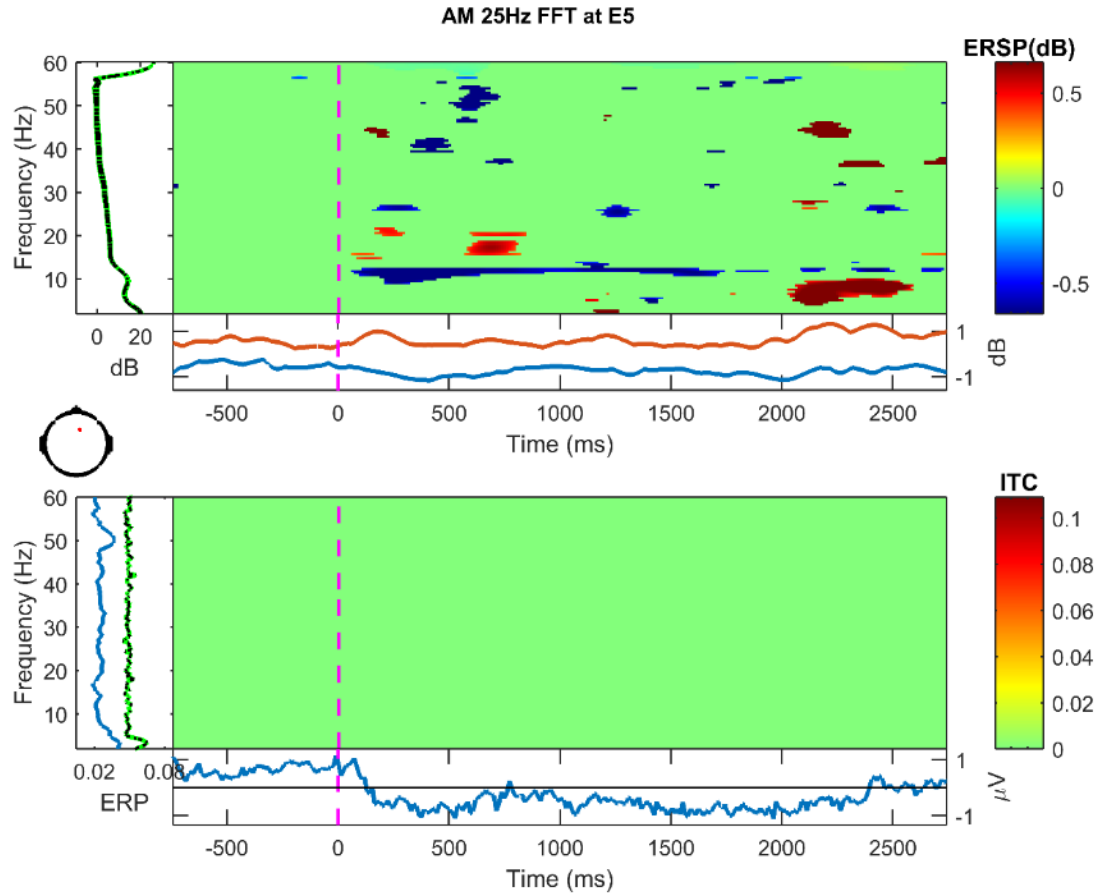 AM 25Hz FFT at E5
ERSP(dB)
60
50
40
30
20
10
Frequency (Hz)
0 20
dB
0.5
0
-0.5
1
-1
dB
-500 0 500 1000 1500 2000 2500
Time (ms)
ITC
60
50
40
30
20
10
Frequency (Hz)
0.02 0.08
ERP
0.1
0.08
0.06
0.04
0.02
0
1
-1
μV
-500 0 500 1000 1500 2000 2500
Time (ms)